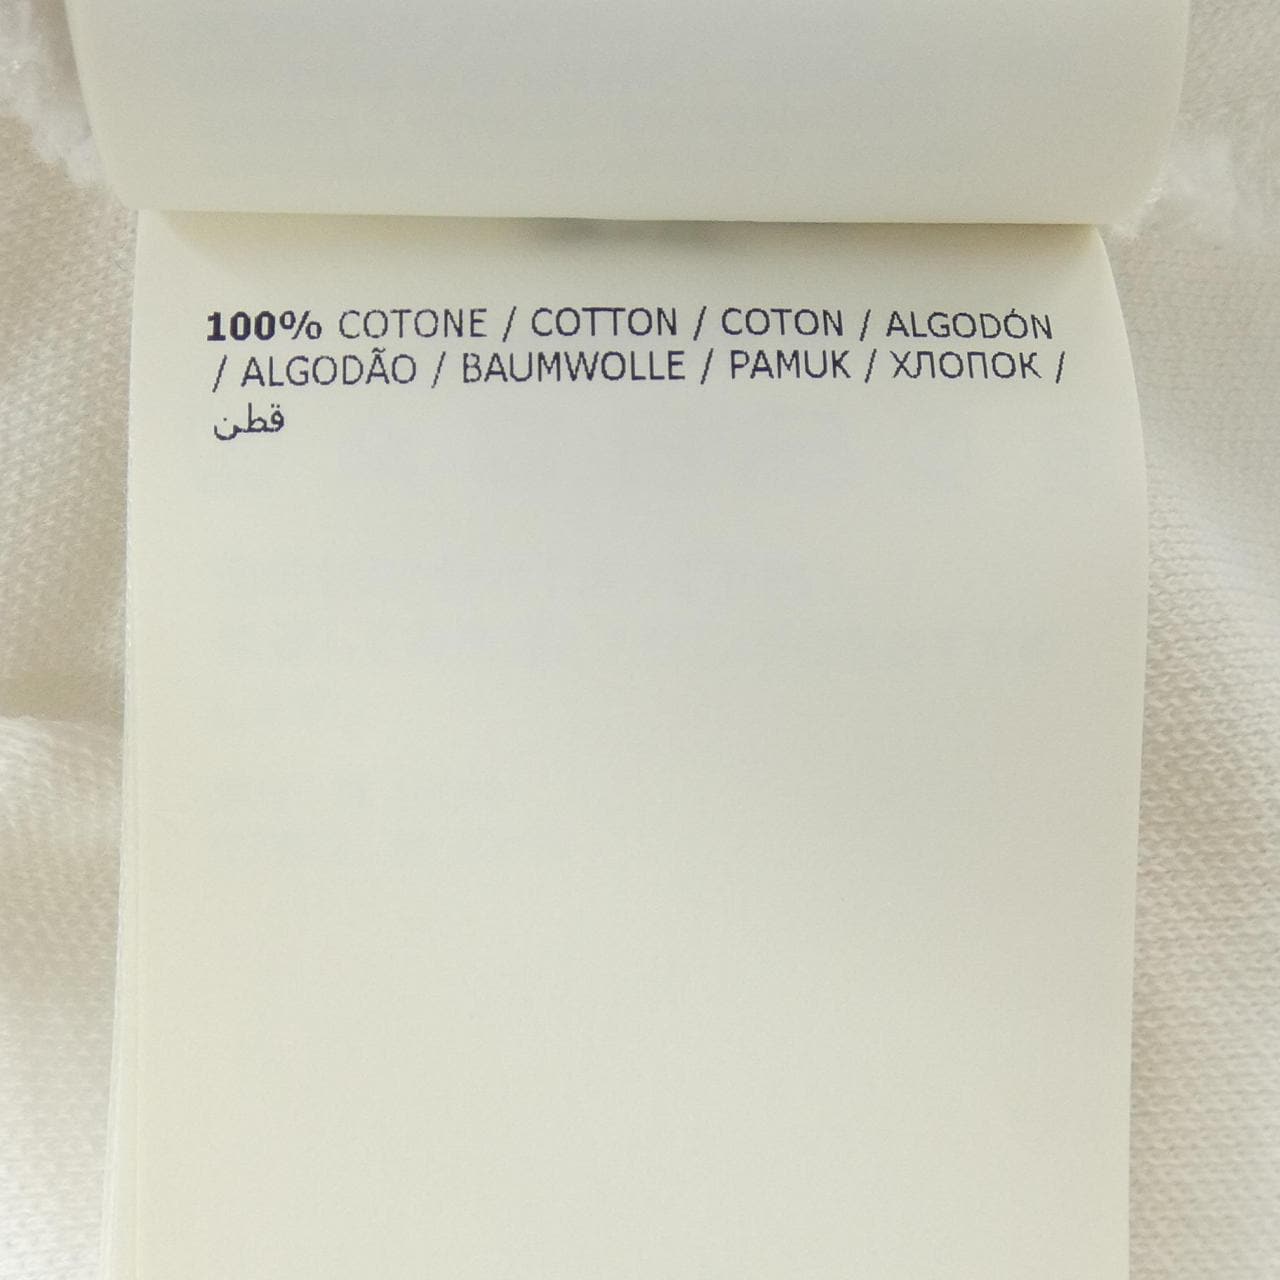 100% COTONE / COTTON / COTON / ALGODÓN
/ ALGODÃO / BAUMWOLLE / PAMUK / ХЛОПОК /
قطن